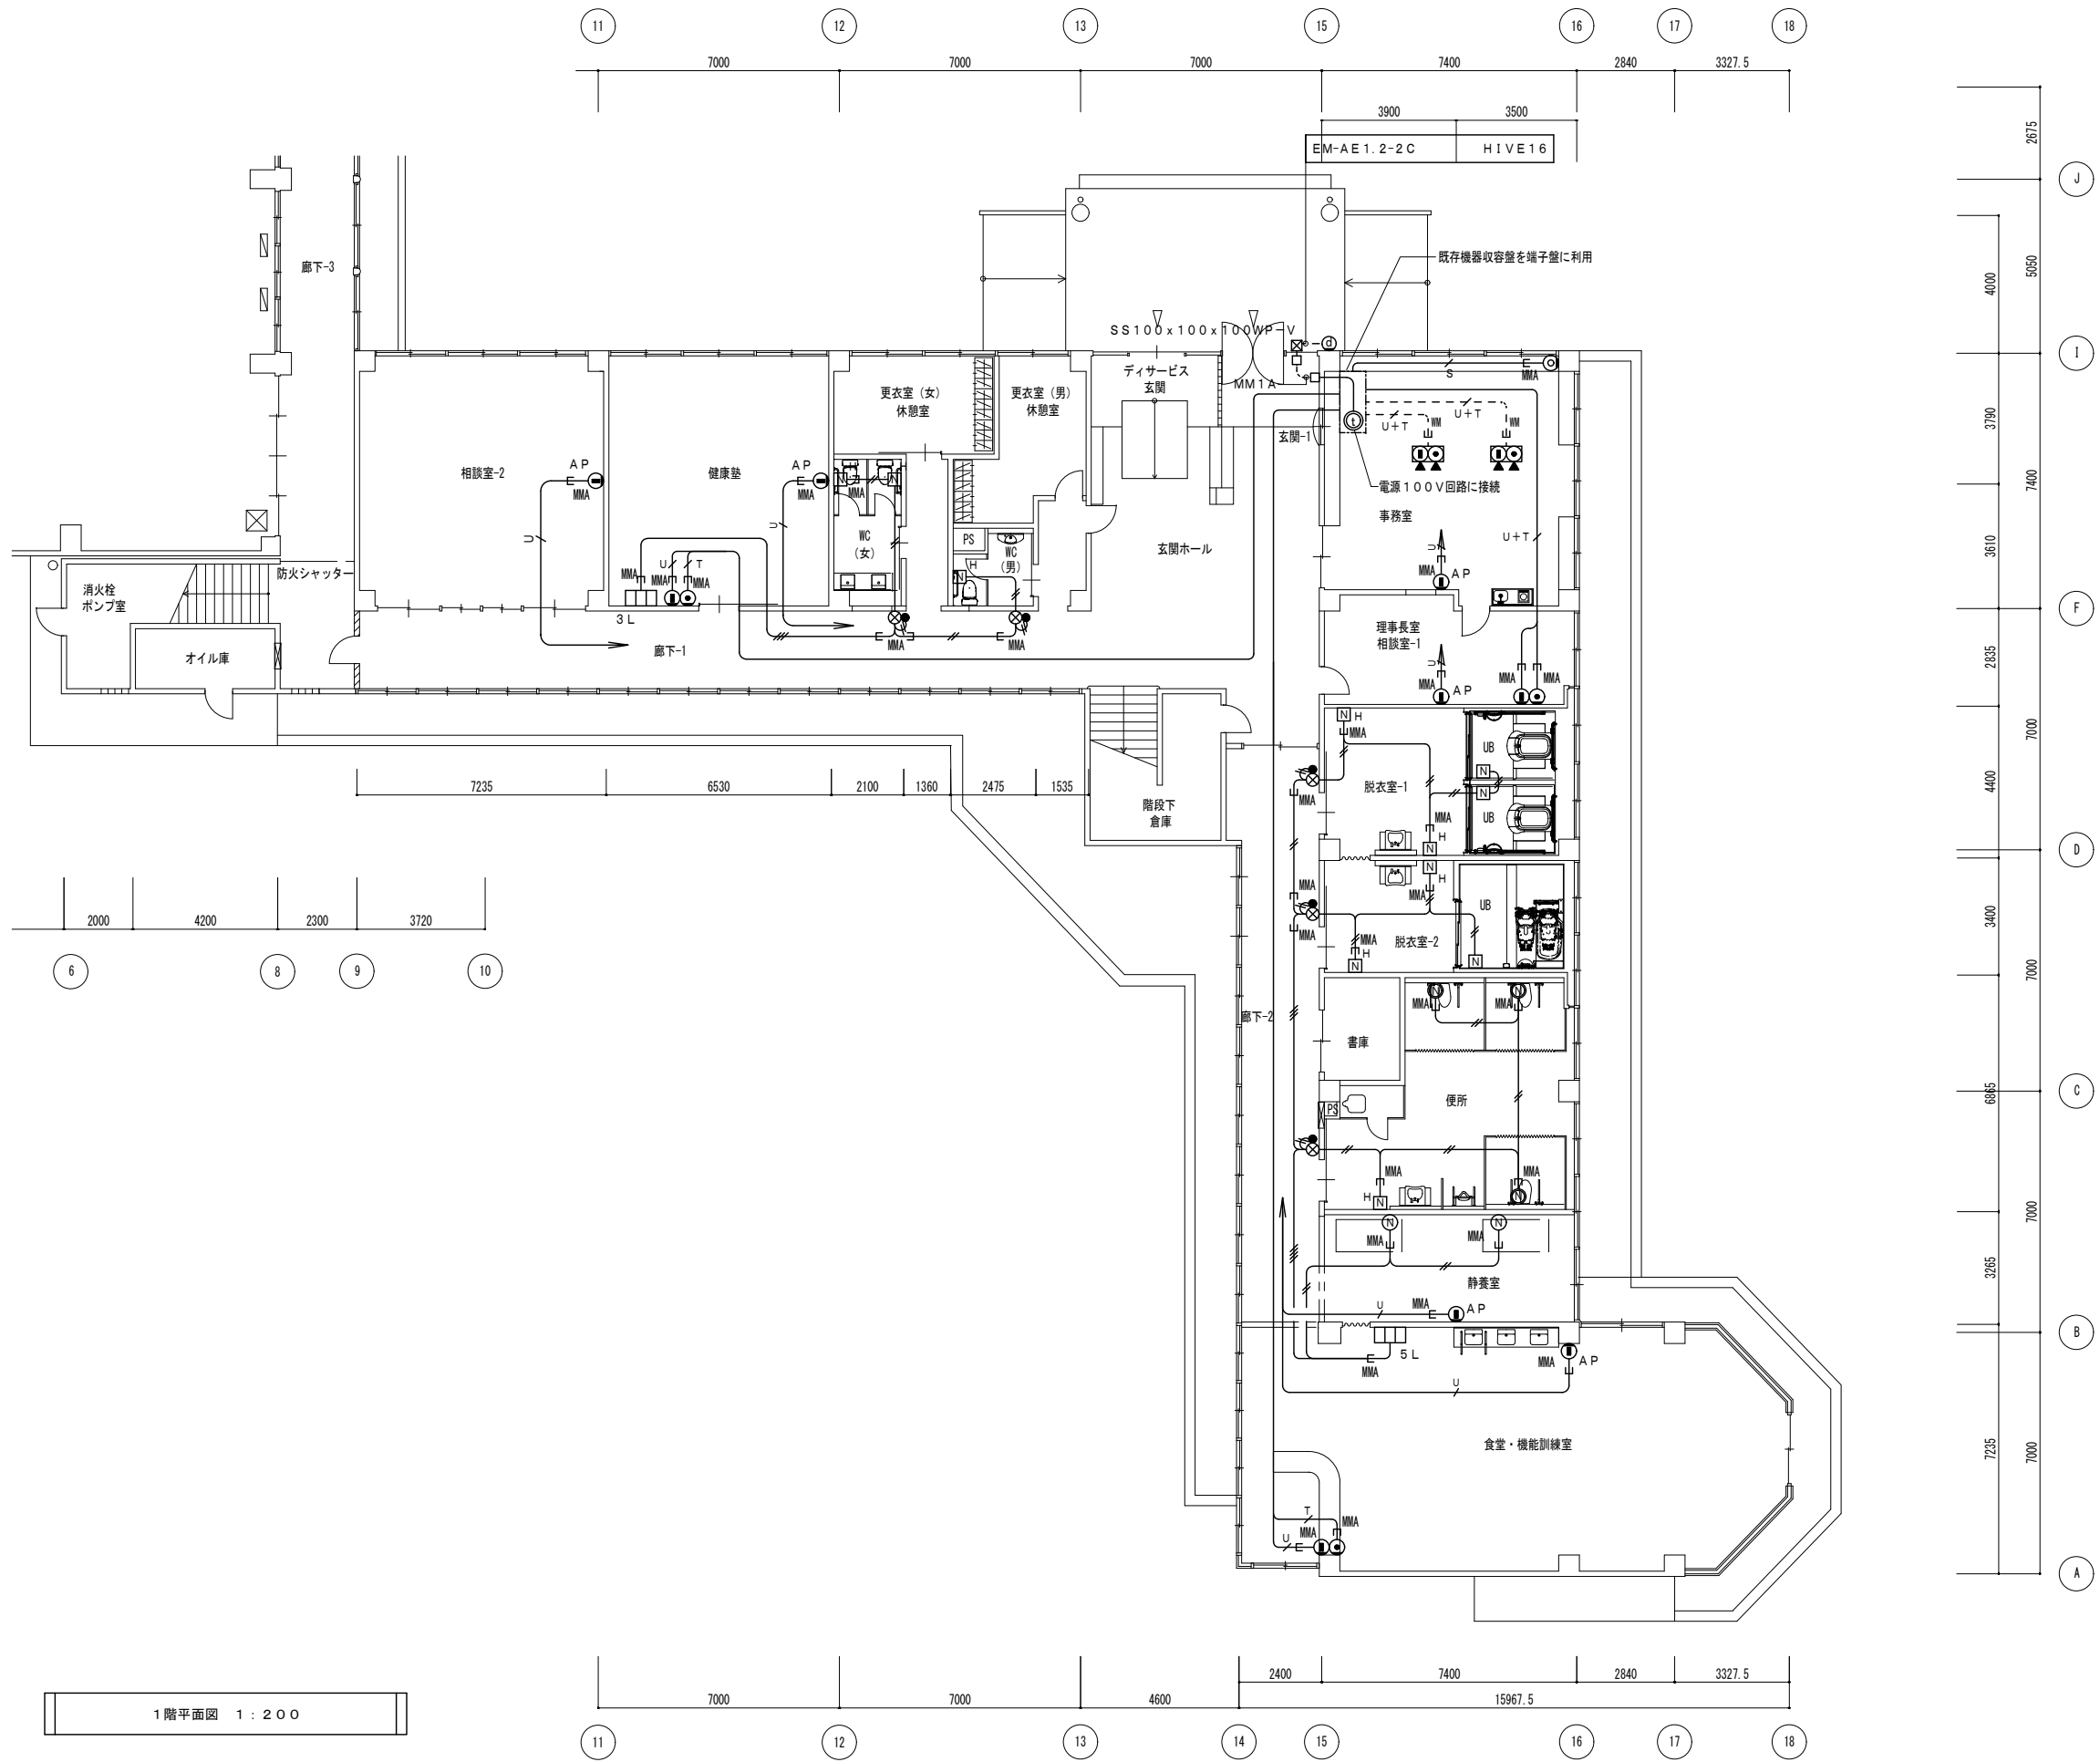 11 12 13 15 16 17 18
7000 7000 7000 7400 2840 3327.5
3900 3500
EM-AE1.2-2C HIVE16
2675
J
廊下-3
既存機器収容盤を端子盤に利用
4000 5050
SS100x100x100WP-V
d
I
ディサービス
玄関
MM1A
S
MMA
更衣室（女）
休憩室
更衣室（男）
休憩室
t
U+T
U+T
WM
WM
3790
玄関-1
相談室-2
AP
MMA
健康塾
AP
MMA
N
MMA
N
電源100V回路に接続
事務室
7400
U
U
WC
（女）
PS
WC
（男）
H
N
玄関ホール
U
MMA
AP
U+T
3610
防火シャッター
消火栓
ポンプ室
MMA
U
MMA
T
MMA
3L
MMA
MMA
F
オイル庫
廊下-1
理事長室
相談室-1
U
MMA
AP
MMA
MMA
2835
N H
MMA
UB
N
7000
7235 6530 2100 1360 2475 1535
MMA
脱衣室-1
N
UB
4400
階段下
倉庫
MMA
H
N
D
N
H
MMA
2000 4200 2300 3720
MMA
MMA
UB
3400
脱衣室-2
MMA
H
N
N
6 8 9 10
7000
廊下-2
書庫
MMA
N
MMA
N
6865
C
PS
便所
MMA
H
N
MMA
N
7000
N
MMA
N
MMA
3265
静養室
U
MMA
AP
B
5L
MMA
MMA
AP
U
食堂・機能訓練室
7235 7000
T
MMA
U
MMA
A
2400 7400 2840 3327.5
7000 7000 4600 15967.5
1階平面図 1:200
11 12 13 14 15 16 17 18